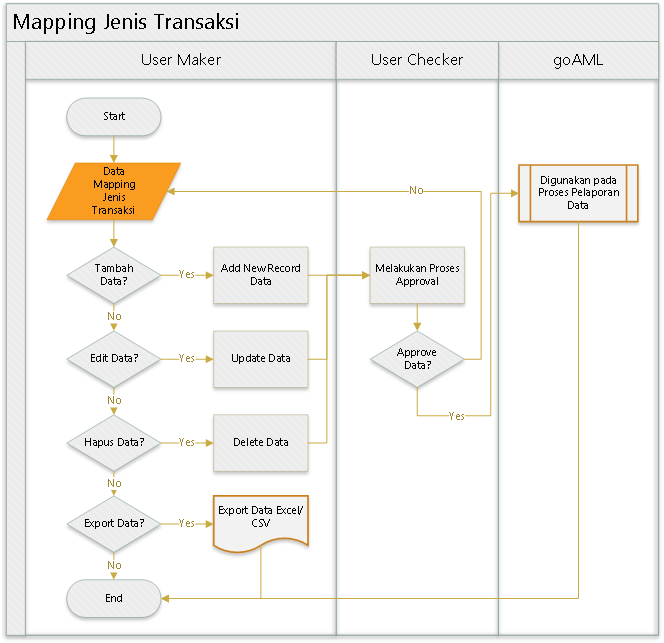 Mapping Jenis Transaksi
User Maker
User Checker
goAML
Start
Data
Mapping
Jenis
Transaksi
No
Digunakan pada
Proses Pelaporan
Data
Tambah
Data?
Yes
Add New Record
Data
Melakukan Proses
Approval
No
Edit Data?
Yes
Update Data
Approve
Data?
No
Yes
Hapus Data?
Yes
Delete Data
No
Export Data?
Yes
Export Data Excel/
CSV
No
End